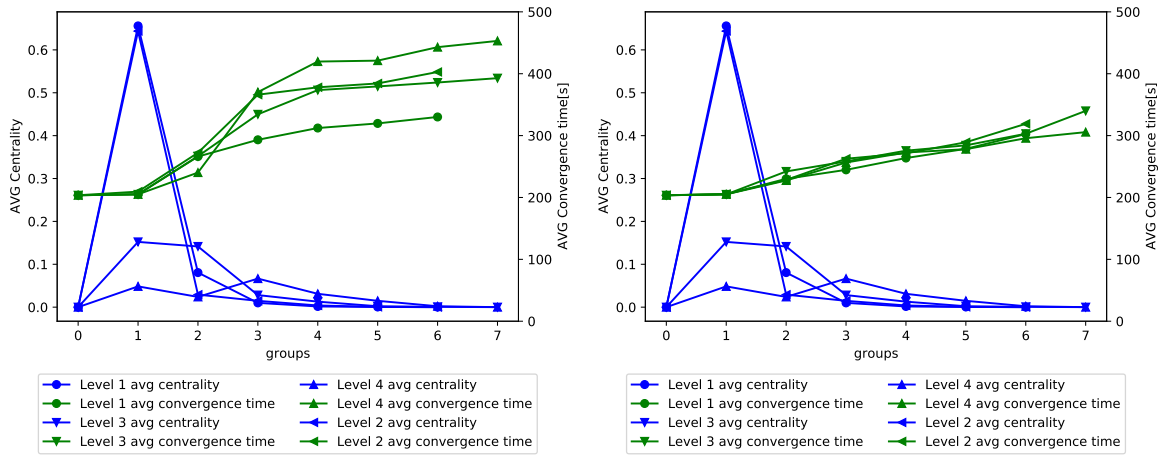 500
0.6
400
0.5
0.4
300
0.3
200
0.2
0.1
100
0.0
0
0 1 2 3 4 5 6 7
groups
AVG Centrality
AVG Convergence time[s]
Level 1 avg centrality
Level 1 avg convergence time
Level 3 avg centrality
Level 3 avg convergence time
Level 4 avg centrality
Level 4 avg convergence time
Level 2 avg centrality
Level 2 avg convergence time
500
0.6
400
0.5
0.4
300
0.3
200
0.2
0.1
100
0.0
0
0 1 2 3 4 5 6 7
groups
AVG Centrality
AVG Convergence time[s]
Level 1 avg centrality
Level 1 avg convergence time
Level 3 avg centrality
Level 3 avg convergence time
Level 4 avg centrality
Level 4 avg convergence time
Level 2 avg centrality
Level 2 avg convergence time